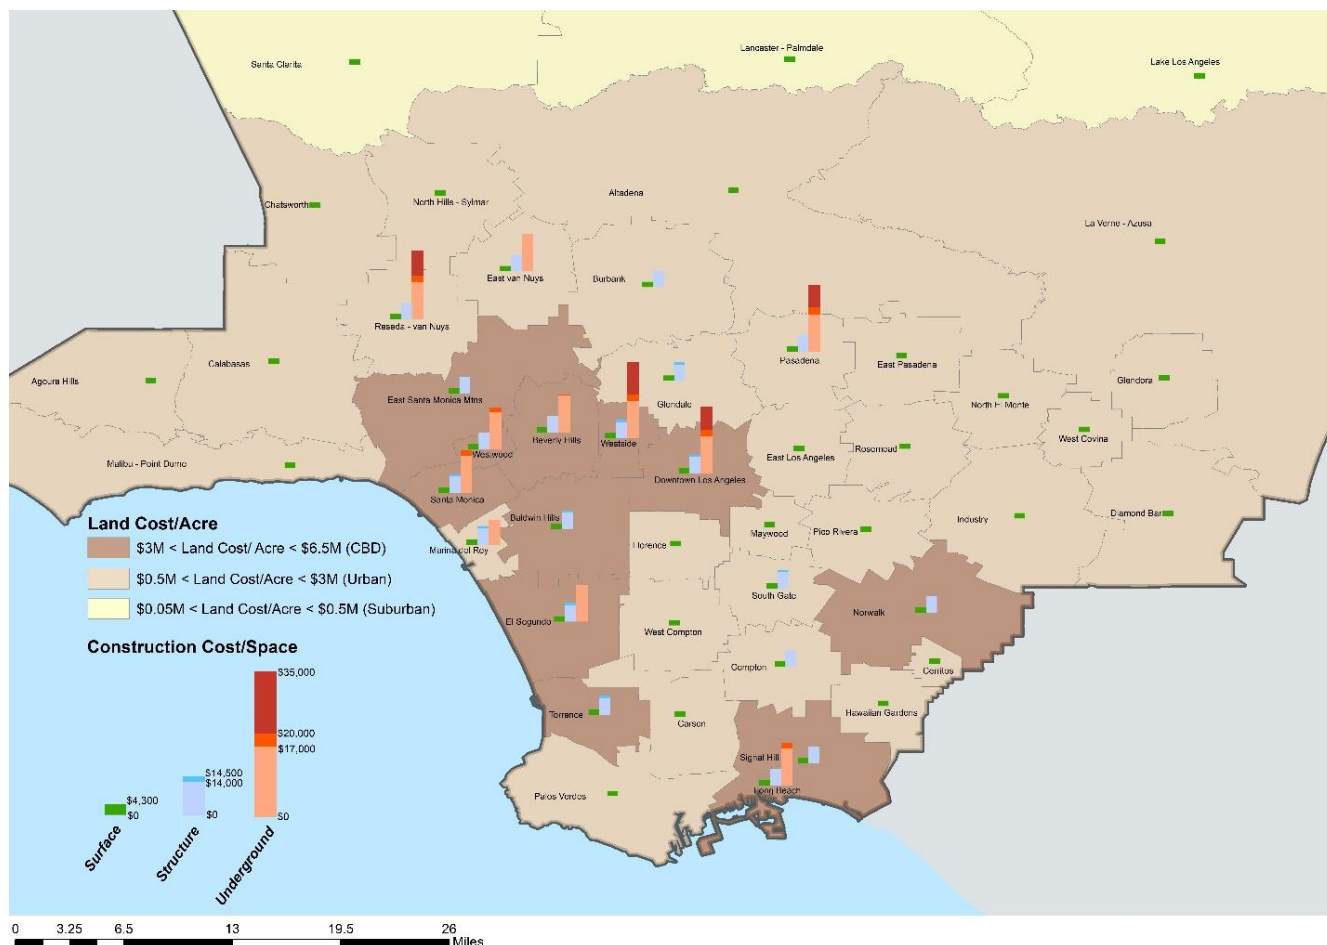 Lancaster - Palmdale
Santa Clarita
Lake Los Angeles
Altadena
Chatsworth
North Hills - Sylmar
La Verne - Azusa
East van Nuys
Burbank
Reseda - van Nuys
Calabasas
Pasadena
East Pasadena
Agoura Hills
Glendora
East Santa Monica Mtns
Glendale
North El Monte
Beverly Hills
Westside
West Covina
Westwood
East Los Angeles
Rosemead
Malibu - Point Dume
Downtown Los Angeles
Santa Monica
Baldwin Hills
Diamond Bar
Industry
Land Cost/Acre
Maywood
Pico Rivera
Florence
Marina del Rey
$3M < Land Cost/ Acre < $6.5M (CBD)
$0.5M < Land Cost/Acre < $3M (Urban)
South Gate
$0.05M < Land Cost/Acre < $0.5M (Suburban)
Norwalk
El Segundo
West Compton
Construction Cost/Space
Compton
Cerritos
$35,000
Torrence
Hawaiian Gardens
Carson
$20,000
$17,000
Signal Hill
$14,500
$14,000
Long Beach
Palos Verdes
$4,300
$0
$0
$0
Surface
Structure
Underground
0 3.25 6.5 13 19.5 26
Miles